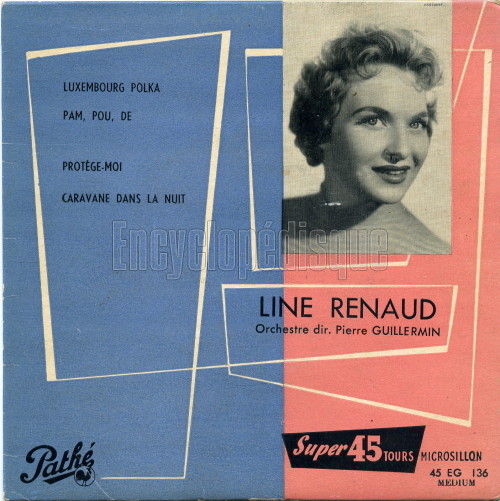 LUXEMBOURG POLKA
PAM, POU, DE
PROTÈGE-MOI
CARAVANE DANS LA NUIT
Encyclopédisque
LINE RENAUD
Orchestre dir. Pierre GUILLERMIN
Super 45 TOURS MICROSILLON
45 EG 136
MEDIUM
Pathé